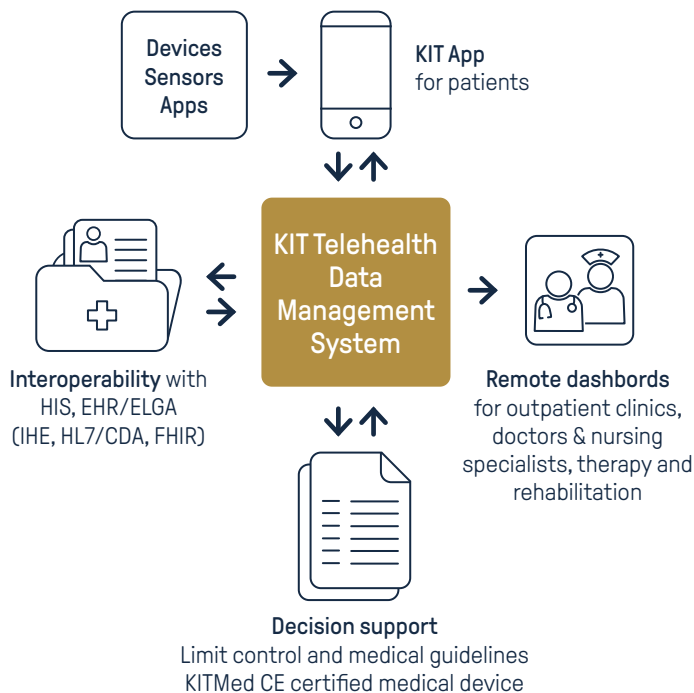 Devices
Sensors
Apps
KIT App
for patients
KIT Telehealth
Data
Management
System
Interoperability with
HIS, EHR/ELGA
(IHE, HL7/CDA, FHIR)
Remote dashbords
for outpatient clinics,
doctors & nursing
specialists, therapy and
rehabilitation
Decision support
Limit control and medical guidelines
KITMed CE certified medical device